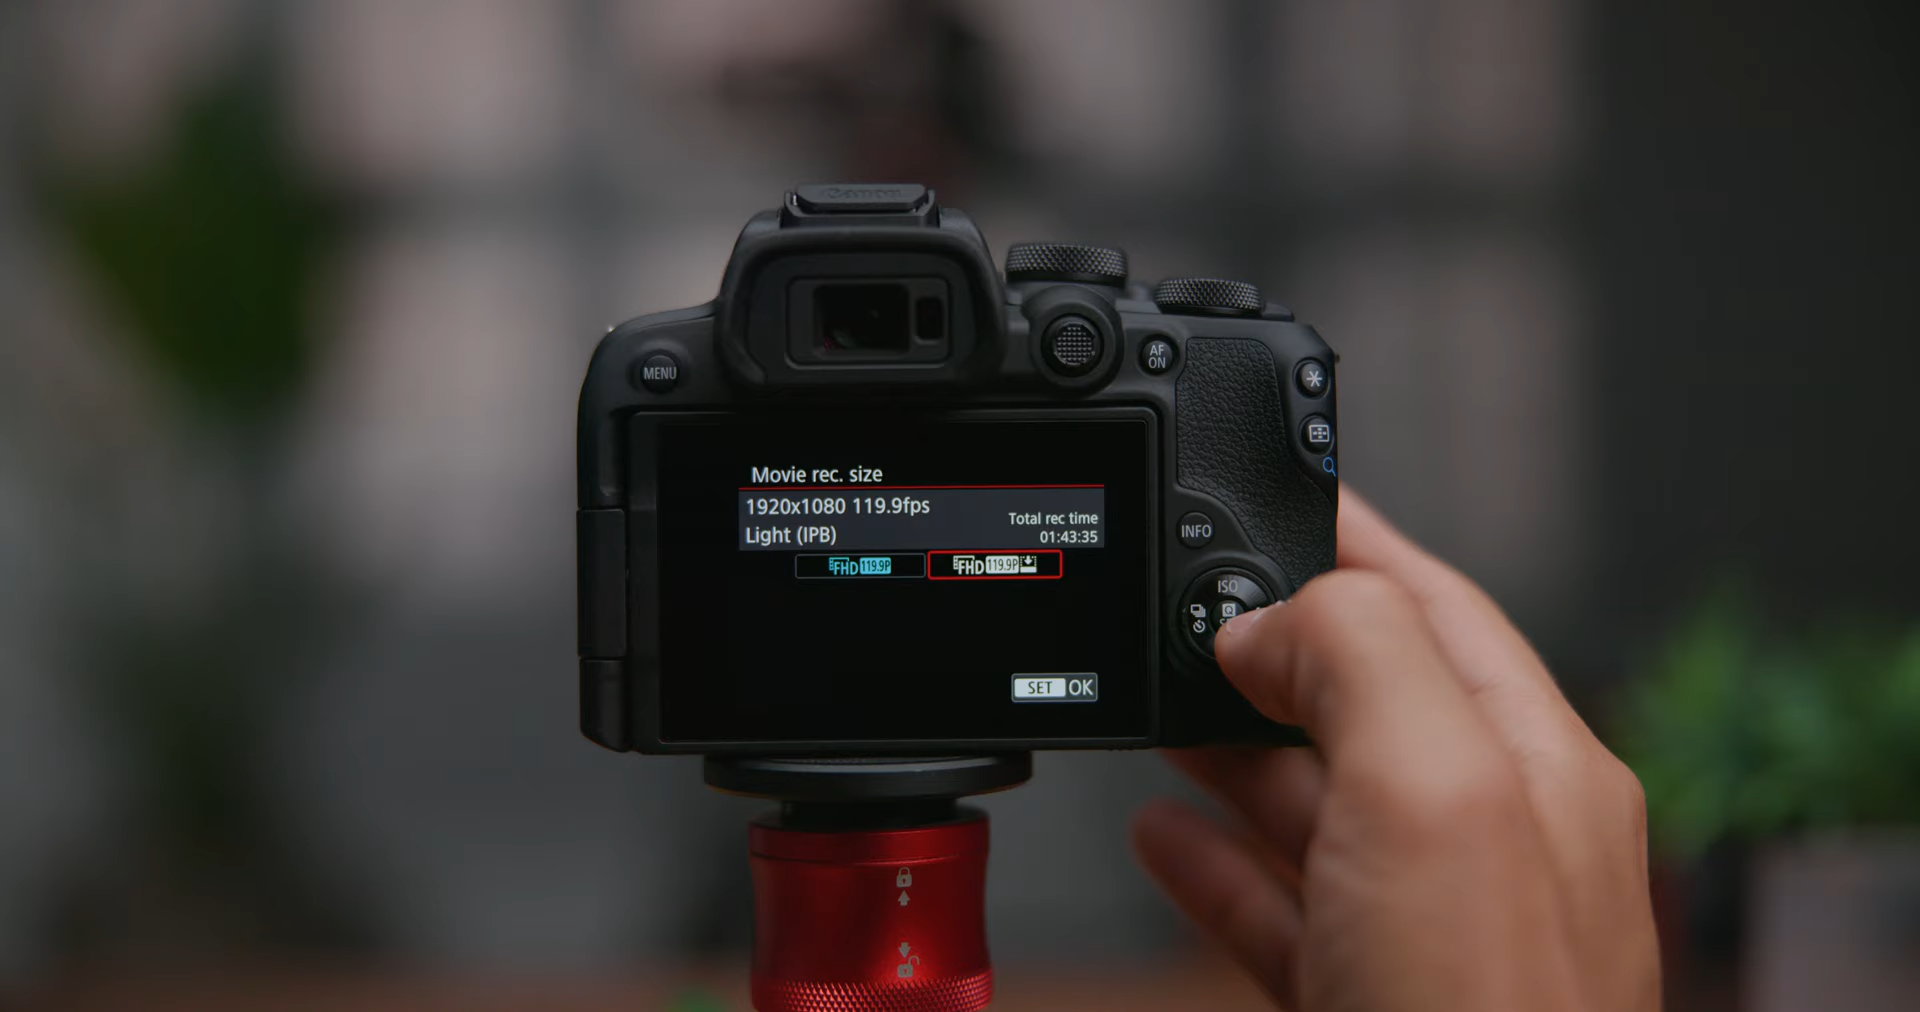 Canon
MENU
AF
ON
Movie rec. size
1920x1080 119.9fps
Light (IPB)
Total rec time
01:43:35
FHD 119.9P
FHD 119.9P
SET OK
INFO
ISO
Q